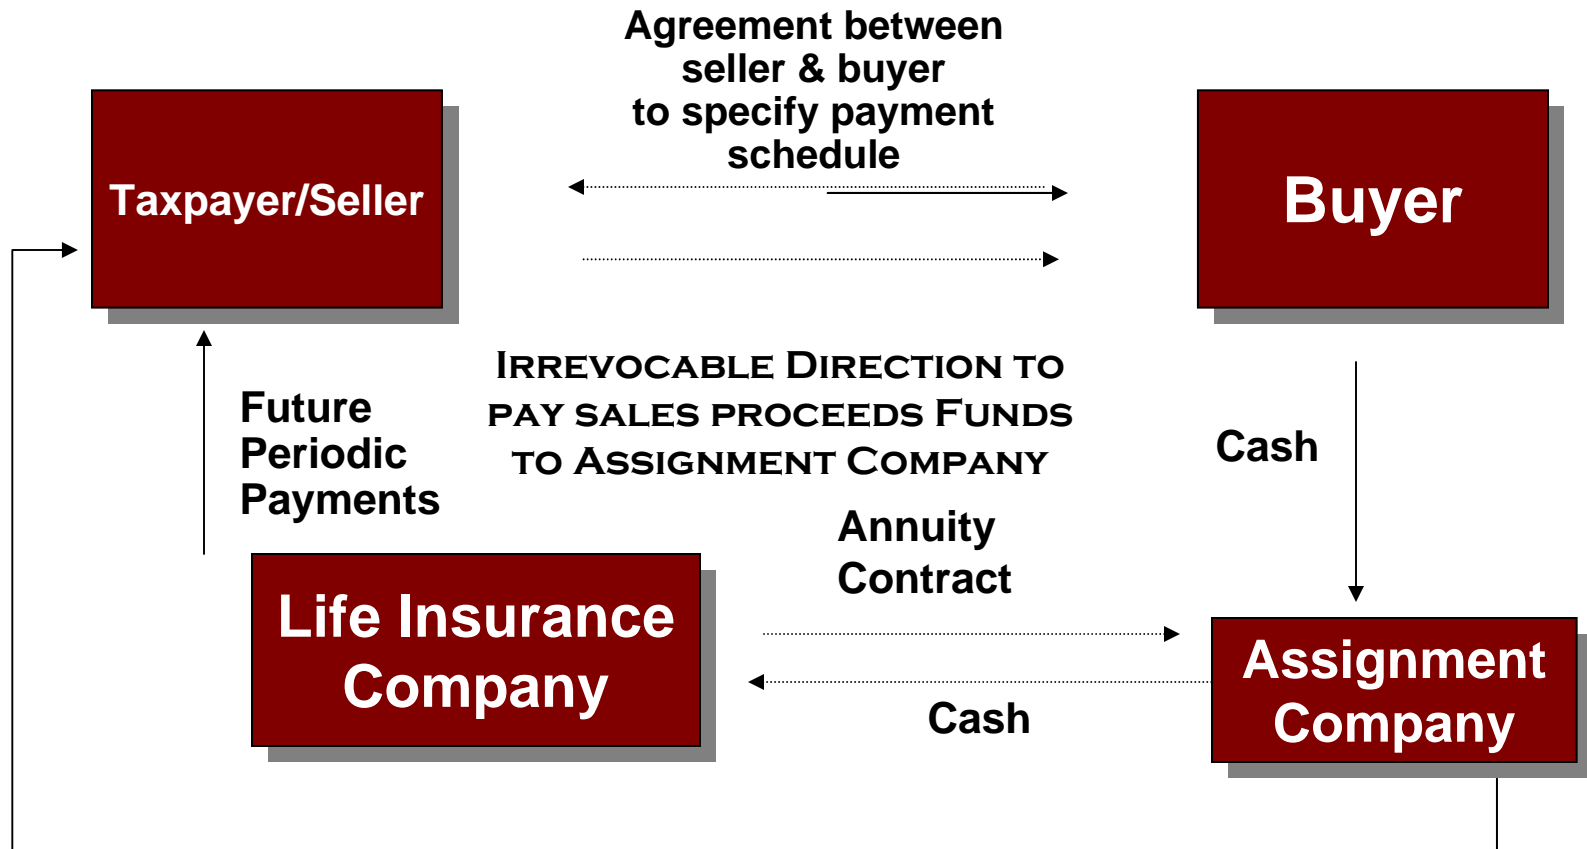 Agreement between
seller & buyer
to specify payment
schedule
Taxpayer/Seller
Buyer
Irrevocable Direction to
pay sales proceeds Funds
to Assignment Company
Future
Periodic
Payments
Cash
Annuity
Contract
Life Insurance
Company
Assignment
Company
Cash